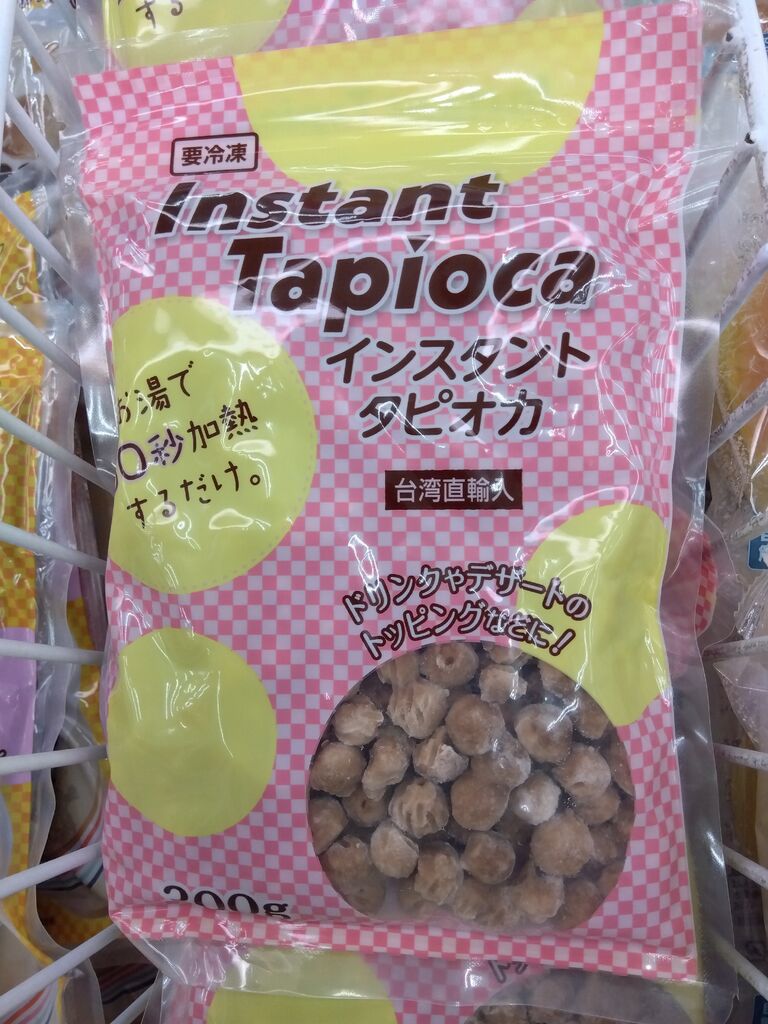 する
要冷凍
Instant
Tapioca
インスタント
タピオカ
お湯で
0秒加熱
するだけ。
台湾直輸入
ドリンクやデザートの
トッピングなどに!
200g